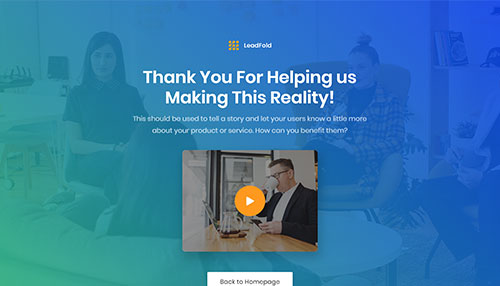 LeadFold
Thank You For Helping us
Making This Reality!
This should be used to tell a story and let your users know a little more
about your product or service. How can you benefit them?
Back to Homepage